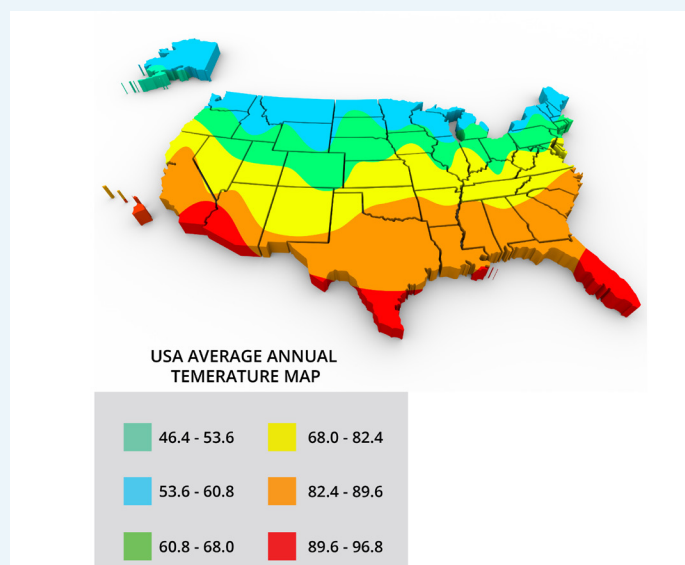 USA AVERAGE ANNUAL
TEMERATURE MAP
46.4 - 53.6
68.0 - 82.4
53.6 - 60.8
82.4 - 89.6
60.8 - 68.0
89.6 - 96.8